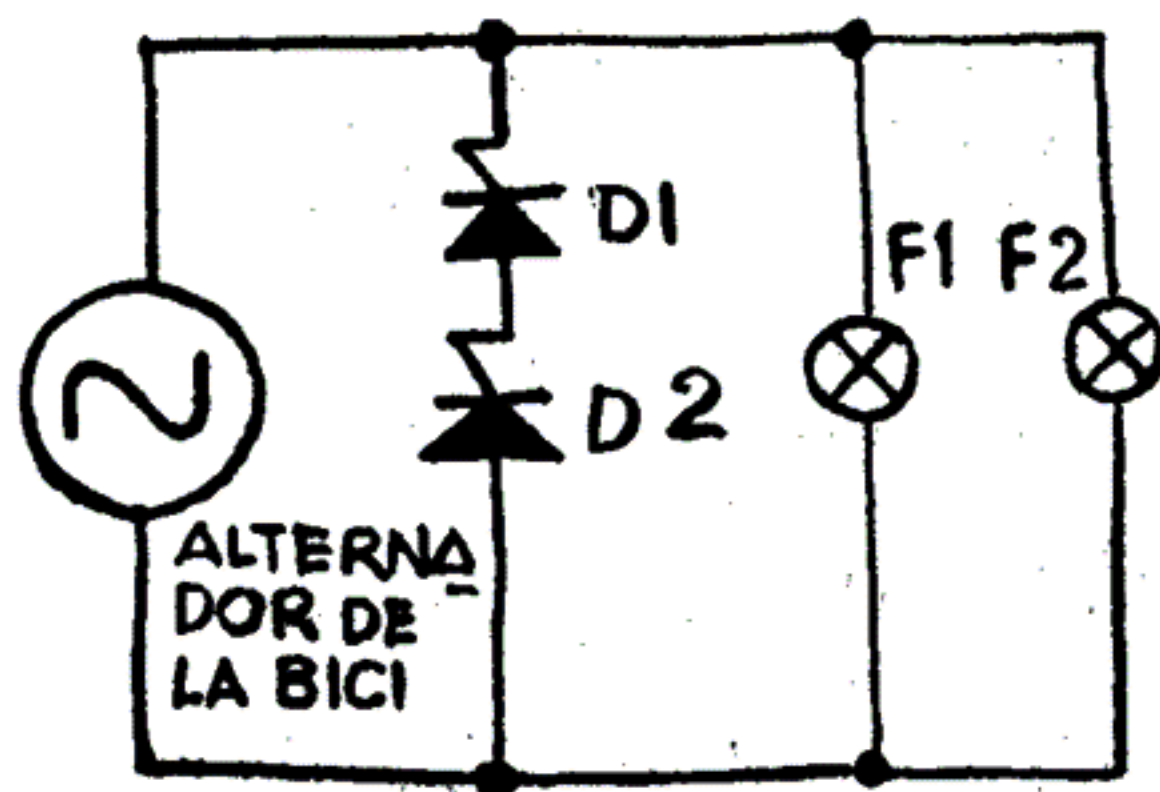 D1
F1 F2
D2
ALTERNA
DOR DE
LA BICI